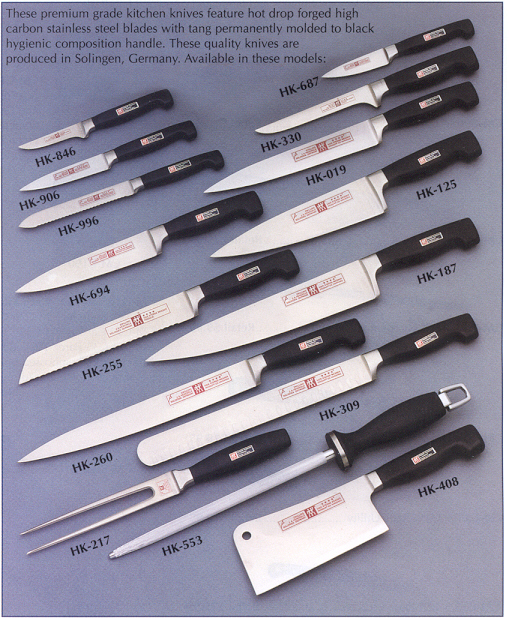 These premium grade kitchen knives feature hot drop forged high
carbon stainless steel blades with tang permanently molded to black
hygienic composition handle. These quality knives are
produced in Solingen, Germany. Available in these models:
HK-687
HK-846
HK-330
HK-906
HK-019
HK-125
HK-996
HK-694
HK-187
HK-255
HK-309
HK-260
HK-408
HK-217
HK-553